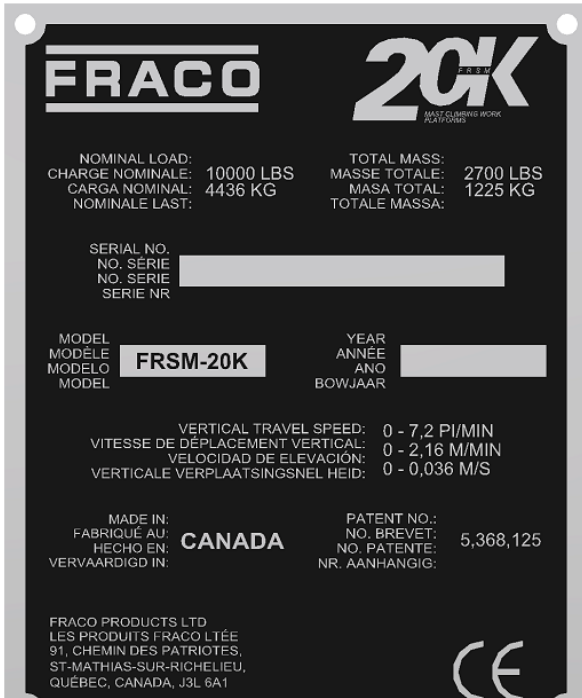 FRACO
20K
FRSM
MAST CLIMBING WORK
PLATFORMS
NOMINAL LOAD:
CHARGE NOMINALE:
CARGA NOMINAL:
NOMINALE LAST:
10000 LBS
4436 KG
TOTAL MASS:
MASSE TOTALE:
MASA TOTAL:
TOTALE MASSA:
2700 LBS
1225 KG
SERIAL NO.
NO. SÉRIE
NO. SERIE
SERIE NR
MODEL
MODÈLE
MODELO
MODEL
FRSM-20K
YEAR
ANNÉE
ANO
BOWJAAR
VERTICAL TRAVEL SPEED:
VITESSE DE DÉPLACEMENT VERTICAL:
VELOCIDAD DE ELEVACIÓN:
VERTICALE VERPLAATSINGSNEL HEID:
0 - 7,2 PI/MIN
0 - 2,16 M/MIN
0 - 0,036 M/S
MADE IN:
FABRIQUÉ AU:
HECHO EN:
VERVAARDIGD IN:
CANADA
PATENT NO.:
NO. BREVET:
NO. PATENTE:
NR. AANHANGIG:
5,368,125
FRACO PRODUCTS LTD
LES PRODUITS FRACO LTÉE
91, CHEMIN DES PATRIOTES,
ST-MATHIAS-SUR-RICHELIEU,
QUÉBEC, CANADA, J3L 6A1
CE